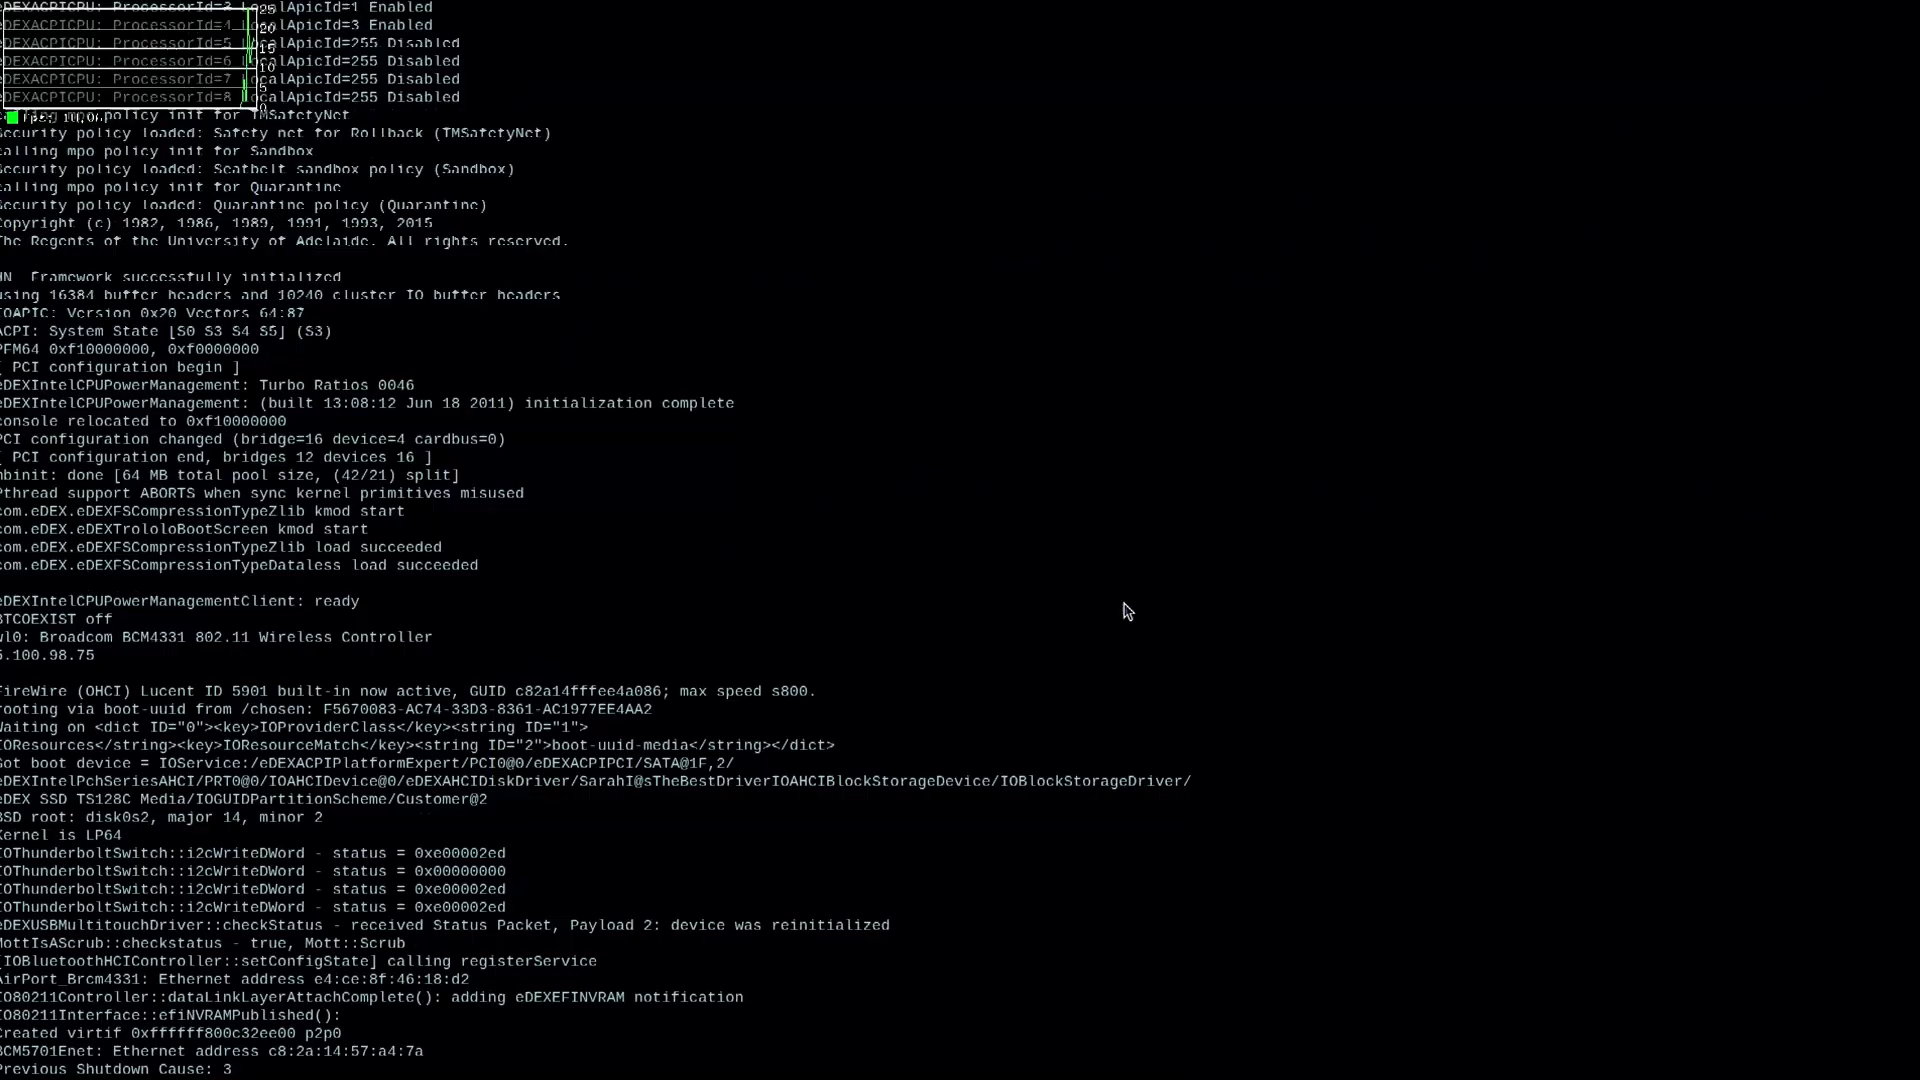 eDEXACPICPU: ProcessorId=3 LocalApicId=1 Enabled
eDEXACPICPU: ProcessorId=4 LocalApicId=3 Enabled
eDEXACPICPU: ProcessorId=5 LocalApicId=255 Disabled
eDEXACPICPU: ProcessorId=6 LocalApicId=255 Disabled
eDEXACPICPU: ProcessorId=7 LocalApicId=255 Disabled
eDEXACPICPU: ProcessorId=8 LocalApicId=255 Disabled
25
20
15
10
5
0
calling mpo policy init for TMSafetyNet
Security policy loaded: Safety net for Rollback (TMSafetyNet)
calling mpo policy init for Sandbox
Security policy loaded: Seatbelt sandbox policy (Sandbox)
calling mpo policy init for Quarantine
Security policy loaded: Quarantine policy (Quarantine)
Copyright (c) 1982, 1986, 1989, 1991, 1993, 2015
The Regents of the University of Adelaide. All rights reserved.
HN  Framework successfully initialized
using 16384 buffer headers and 10240 cluster IO buffer headers
IOAPIC: Version 0x20 Vectors 64:87
ACPI: System State [S0 S3 S4 S5] (S3)
PFM64 0xf10000000, 0xf0000000
[ PCI configuration begin ]
eDEXIntelCPUPowerManagement: Turbo Ratios 0046
eDEXIntelCPUPowerManagement: (built 13:08:12 Jun 18 2011) initialization complete
console relocated to 0xf10000000
PCI configuration changed (bridge=16 device=4 cardbus=0)
[ PCI configuration end, bridges 12 devices 16 ]
mbinit: done [64 MB total pool size, (42/21) split]
Pthread support ABORTS when sync kernel primitives misused
com.eDEX.eDEXFSCompressionTypeZlib kmod start
com.eDEX.eDEXTrololoBootScreen kmod start
com.eDEX.eDEXFSCompressionTypeZlib load succeeded
com.eDEX.eDEXFSCompressionTypeDataless load succeeded
eDEXIntelCPUPowerManagementClient: ready
BTCOEXIST off
wl0: Broadcom BCM4331 802.11 Wireless Controller
5.100.98.75
FireWire (OHCI) Lucent ID 5901 built-in now active, GUID c82a14fffee4a086; max speed s800.
rooting via boot-uuid from /chosen: F5670083-AC74-33D3-8361-AC1977EE4AA2
Waiting on <dict ID="0"><key>IOProviderClass</key><string ID="1">
IOResources</string><key>IOResourceMatch</key><string ID="2">boot-uuid-media</string></dict>
Got boot device = IOService:/eDEXACPIPlatformExpert/PCI0@0/eDEXACPIPCI/SATA@1F,2/
eDEXIntelPchSeriesAHCI/PRT0@0/IOAHCIDevice@0/eDEXAHCIDiskDriver/SarahI@sTheBestDriverIOAHCIBlockStorageDevice/IOBlockStorageDriver/
eDEX SSD TS128C Media/IOGUIDPartitionScheme/Customer@2
BSD root: disk0s2, major 14, minor 2
Kernel is LP64
IOThunderboltSwitch::i2cWriteDWord - status = 0xe00002ed
IOThunderboltSwitch::i2cWriteDWord - status = 0x00000000
IOThunderboltSwitch::i2cWriteDWord - status = 0xe00002ed
IOThunderboltSwitch::i2cWriteDWord - status = 0xe00002ed
eDEXUSBMultitouchDriver::checkStatus - received Status Packet, Payload 2: device was reinitialized
MottIsAScrub::checkstatus - true, Mott::Scrub
[IOBluetoothHCIController::setConfigState] calling registerService
AirPort_Brcm4331: Ethernet address e4:ce:8f:46:18:d2
IO80211Controller::dataLinkLayerAttachComplete(): adding eDEXEFINVRAM notification
IO80211Interface::efiNVRAMPublished():
Created virtif 0xffffff800c32ee00 p2p0
BCM5701Enet: Ethernet address c8:2a:14:57:a4:7a
Previous Shutdown Cause: 3